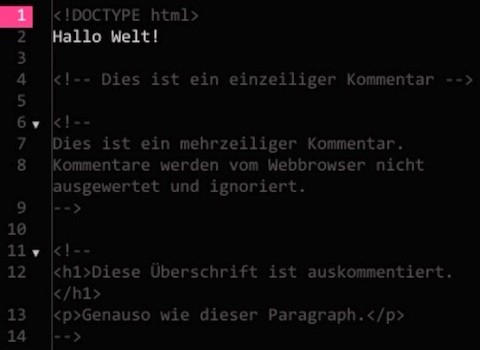 1 <!DOCTYPE html>
2 Hallo Welt!
3
4 <!-- Dies ist ein einzeiliger Kommentar -->
5
6 <!--
7 Dies ist ein mehrzeiliger Kommentar.
8 Kommentare werden vom Webbrowser nicht
ausgewertet und ignoriert.
9 -->
10
11 <!--
12 <h1>Diese Überschrift ist auskommentiert.
</h1>
13 <p>Genauso wie dieser Paragraph.</p>
14 -->